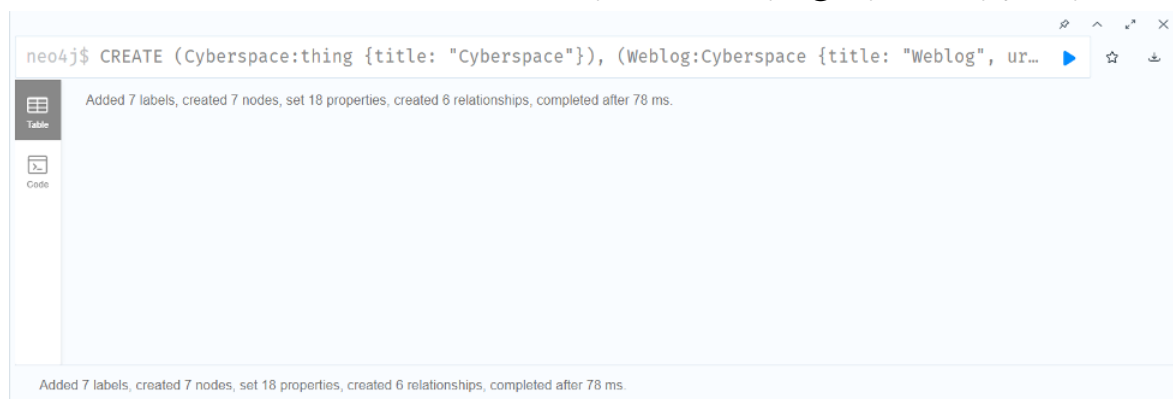 neo4j$ CREATE (Cyberspace:thing {title: "Cyberspace"}), (Weblog:Cyberspace {title: "Weblog", ur…
Added 7 labels, created 7 nodes, set 18 properties, created 6 relationships, completed after 78 ms.
Table
Code
Added 7 labels, created 7 nodes, set 18 properties, created 6 relationships, completed after 78 ms.